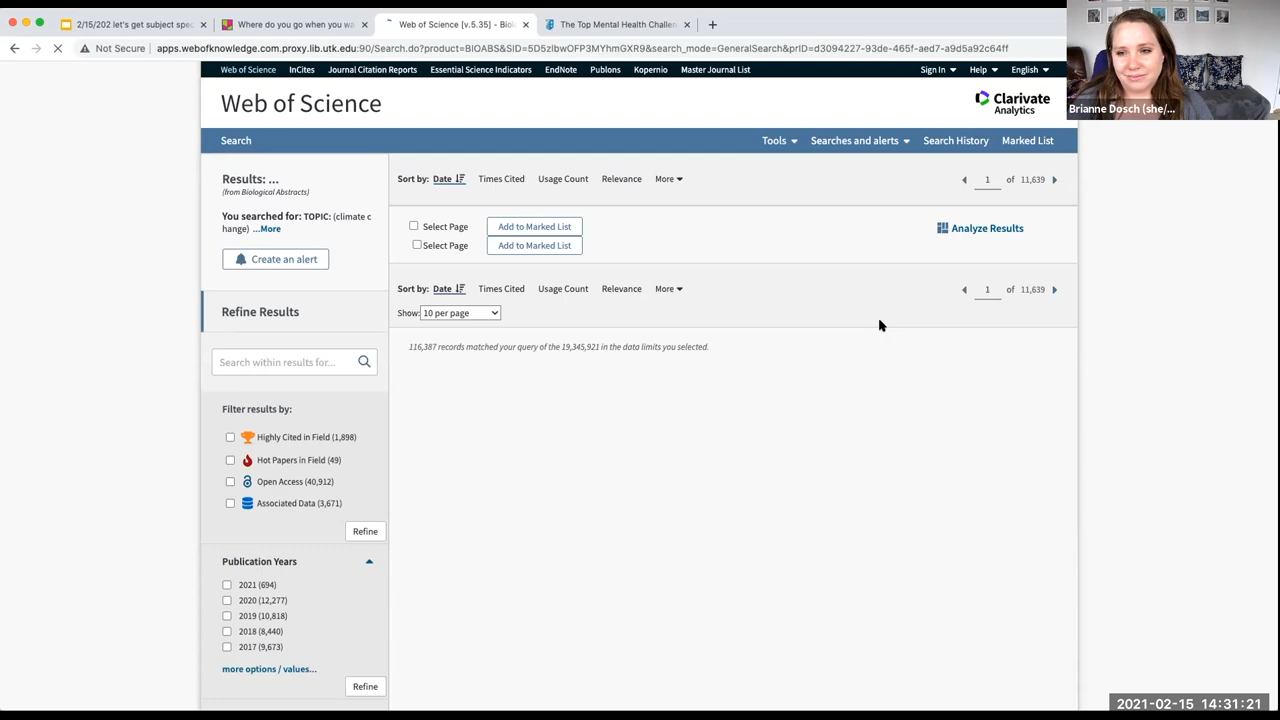 2/15/202 let's get subject spec
Where do you go when you wa
Web of Science [v.5.35] - Biol
The Top Mental Health Challen
Not Secure
apps.webofknowledge.com.proxy.lib.utk.edu:90/Search.do?product=BIOABS&SID=5D5zlbwOFP3MYhmGXR9&search_mode=GeneralSearch&prID=d3094227-93de-465f-aed7-a9d5a92c64ff
Web of Science InCites Journal Citation Reports Essential Science Indicators EndNote Publons Kopernio Master Journal List Sign In Help English
Brianne Dosch (she/...
Web of Science
Clarivate
Analytics
Search Tools Searches and alerts Search History Marked List
Results: ...
(from Biological Abstracts)
You searched for: TOPIC: (climate c
hange) ...More
Create an alert
Refine Results
Search within results for...
Filter results by:
Highly Cited in Field (1,898)
Hot Papers in Field (49)
Open Access (40,912)
Associated Data (3,671)
Refine
Publication Years
2021 (694)
2020 (12,277)
2019 (10,818)
2018 (8,440)
2017 (9,673)
more options / values...
Refine
Sort by: Date Times Cited Usage Count Relevance More 1 of 11,639
Select Page Add to Marked List
Analyze Results
Select Page Add to Marked List
Sort by: Date Times Cited Usage Count Relevance More 1 of 11,639
Show: 10 per page
116,387 records matched your query of the 19,345,921 in the data limits you selected.
2021-02-15 14:31:21